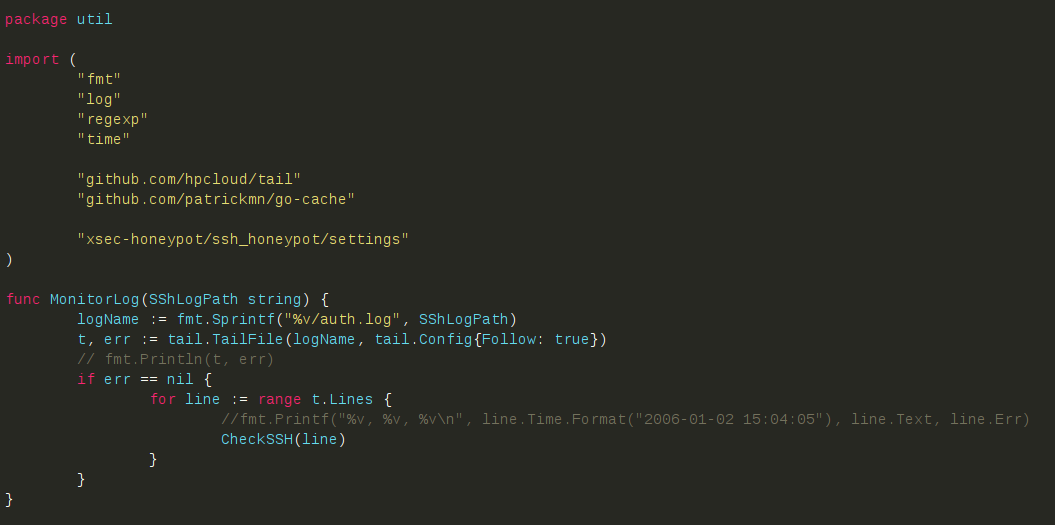 package util
import (
"fmt"
"log"
"regexp"
"time"
"github.com/hpcloud/tail"
"github.com/patrickmn/go-cache"
"xsec-honeypot/ssh_honeypot/settings"
)
func MonitorLog(SShLogPath string) {
logName := fmt.Sprintf("%v/auth.log", SShLogPath)
t, err := tail.TailFile(logName, tail.Config{Follow: true})
// fmt.Println(t, err)
if err == nil {
for line := range t.Lines {
//fmt.Printf("%v, %v, %v\n", line.Time.Format("2006-01-02 15:04:05"), line.Text, line.Err)
CheckSSH(line)
}
}
}